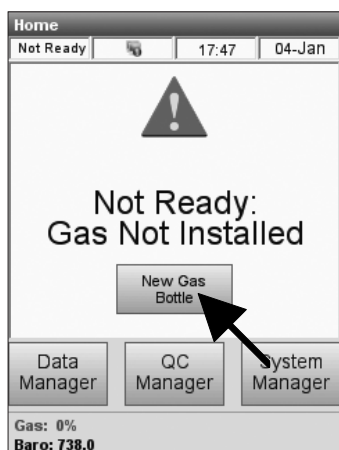 Home
Not Ready 17:47 04-Jan
Not Ready:
Gas Not Installed
New Gas
Bottle
Data
Manager
QC
Manager
System
Manager
Gas: 0%
Baro: 738.0